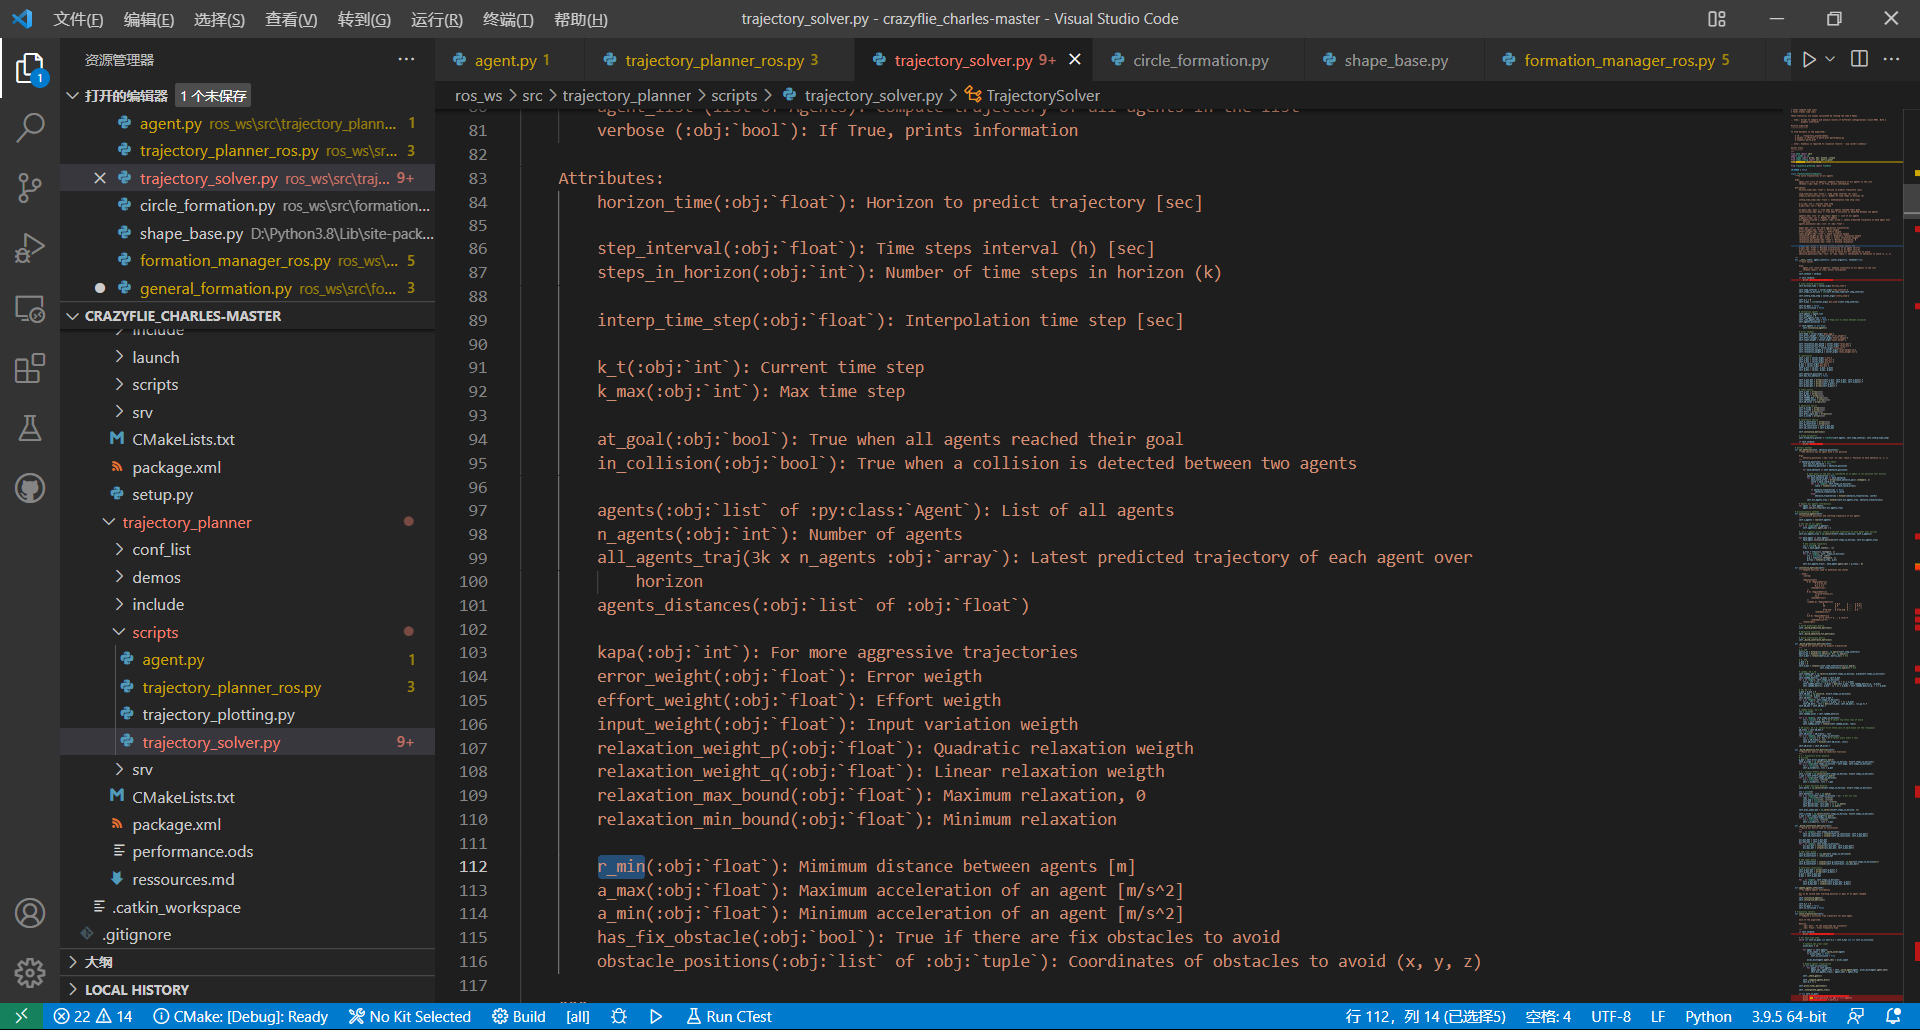 文件(F) 编辑(E) 选择(S) 查看(V) 转到(G) 运行(R) 终端(T) 帮助(H)
trajectory_solver.py - crazyflie_charles-master - Visual Studio Code
资源管理器
agent.py 1
trajectory_planner_ros.py 3
trajectory_solver.py 9+
circle_formation.py
shape_base.py
formation_manager_ros.py 5
打开的编辑器 1 个未保存
agent.py ros_ws\src\trajectory_plann... 1
trajectory_planner_ros.py ros_ws\sr... 3
trajectory_solver.py ros_ws\src\traj... 9+
circle_formation.py ros_ws\src\formation...
shape_base.py D:\Python3.8\Lib\site-pack...
formation_manager_ros.py ros_ws\... 5
general_formation.py ros_ws\src\fo... 3
CRAZYFLIE_CHARLES-MASTER
include
launch
scripts
srv
CMakeLists.txt
package.xml
setup.py
trajectory_planner
conf_list
demos
include
scripts
agent.py 1
trajectory_planner_ros.py 3
trajectory_plotting.py
trajectory_solver.py 9+
srv
CMakeLists.txt
package.xml
performance.ods
ressources.md
.catkin_workspace
.gitignore
大纲
LOCAL HISTORY
ros_ws > src > trajectory_planner > scripts > trajectory_solver.py > TrajectorySolver
80 agent_list (list of Agents): Compute trajectory of all agents in the list
81 verbose (:obj:`bool`): If True, prints information
82
83 Attributes:
84 horizon_time(:obj:`float`): Horizon to predict trajectory [sec]
85
86 step_interval(:obj:`float`): Time steps interval (h) [sec]
87 steps_in_horizon(:obj:`int`): Number of time steps in horizon (k)
88
89 interp_time_step(:obj:`float`): Interpolation time step [sec]
90
91 k_t(:obj:`int`): Current time step
92 k_max(:obj:`int`): Max time step
93
94 at_goal(:obj:`bool`): True when all agents reached their goal
95 in_collision(:obj:`bool`): True when a collision is detected between two agents
96
97 agents(:obj:`list` of :py:class:`Agent`): List of all agents
98 n_agents(:obj:`int`): Number of agents
99 all_agents_traj(3k x n_agents :obj:`array`): Latest predicted trajectory of each agent over
100 horizon
101 agents_distances(:obj:`list` of :obj:`float`)
102
103 kapa(:obj:`int`): For more aggressive trajectories
104 error_weight(:obj:`float`): Error weigth
105 effort_weight(:obj:`float`): Effort weigth
106 input_weight(:obj:`float`): Input variation weigth
107 relaxation_weight_p(:obj:`float`): Quadratic relaxation weigth
108 relaxation_weight_q(:obj:`float`): Linear relaxation weigth
109 relaxation_max_bound(:obj:`float`): Maximum relaxation, 0
110 relaxation_min_bound(:obj:`float`): Minimum relaxation
111
112 r_min(:obj:`float`): Mimimum distance between agents [m]
113 a_max(:obj:`float`): Maximum acceleration of an agent [m/s^2]
114 a_min(:obj:`float`): Minimum acceleration of an agent [m/s^2]
115 has_fix_obstacle(:obj:`bool`): True if there are fix obstacles to avoid
116 obstacle_positions(:obj:`list` of :obj:`tuple`): Coordinates of obstacles to avoid (x, y, z)
117
22 14 CMake: [Debug]: Ready No Kit Selected Build [all] Run CTest 行 112，列 14 (已选择5) 空格: 4 UTF-8 LF Python 3.9.5 64-bit